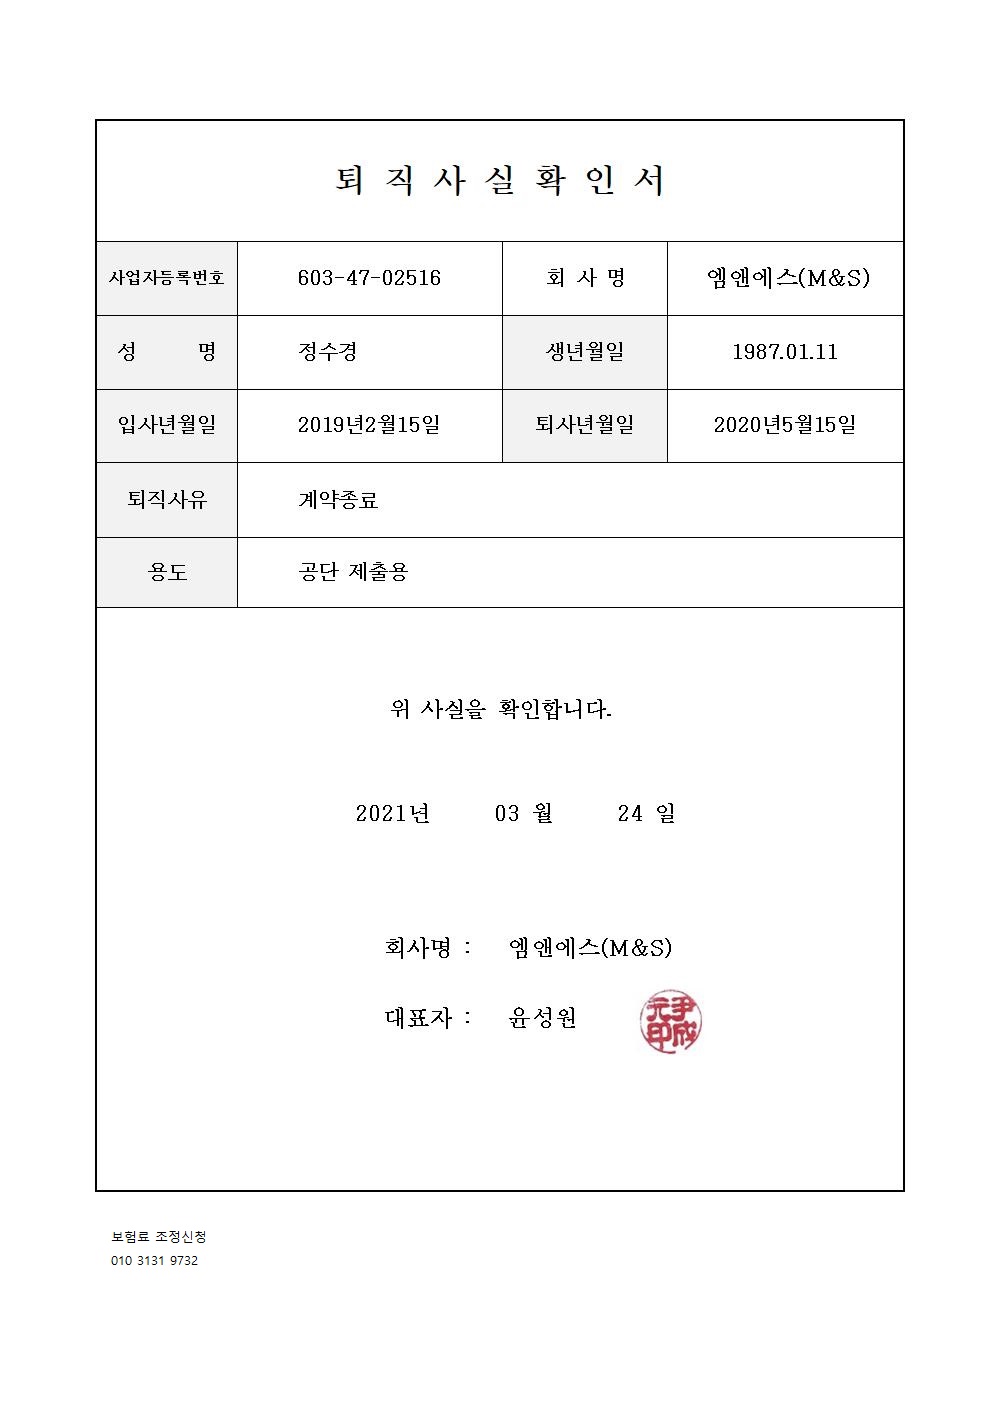 퇴 직 사 실 확 인 서
사업자등록번호 603-47-02516 회 사 명 엠앤에스(M&S)
성 명 정수경 생년월일 1987.01.11
입사년월일 2019년2월15일 퇴사년월일 2020년5월15일
퇴직사유 계약종료
용도 공단 제출용
위 사실을 확인합니다.
2021년 03 월 24 일
회사명 : 엠앤에스(M&S)
대표자 : 윤성원
보험료 조정신청
010 3131 9732